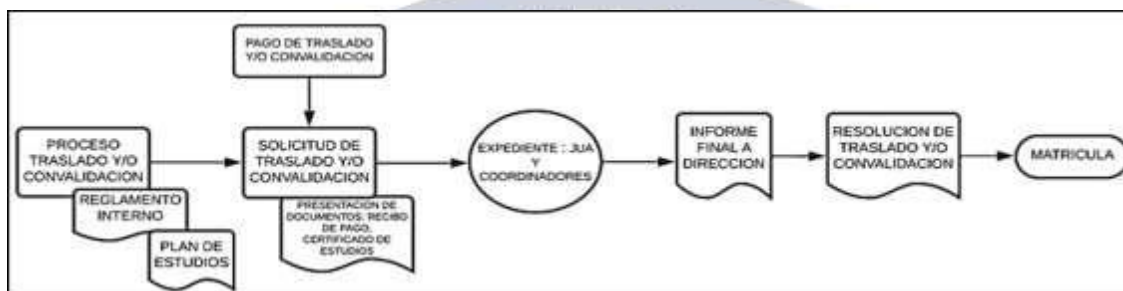 PAGO DE TRASLADO
Y/O CONVALIDACION
PROCESO
TRASLADO Y/O
CONVALIDACION
REGLAMENTO
INTERNO
PLAN DE
ESTUDIOS
SOLICITUD DE
TRASLADO Y/O
CONVALIDACION
PRESENTACION DE
DOCUMENTOS, RECIBO
DE PAGO,
CERTIFICADO DE
ESTUDIOS
EXPEDIENTE : JUA
Y
COORDINADORES
INFORME
FINAL A
DIRECCION
RESOLUCION DE
TRASLADO Y/O
CONVALIDACION
MATRICULA